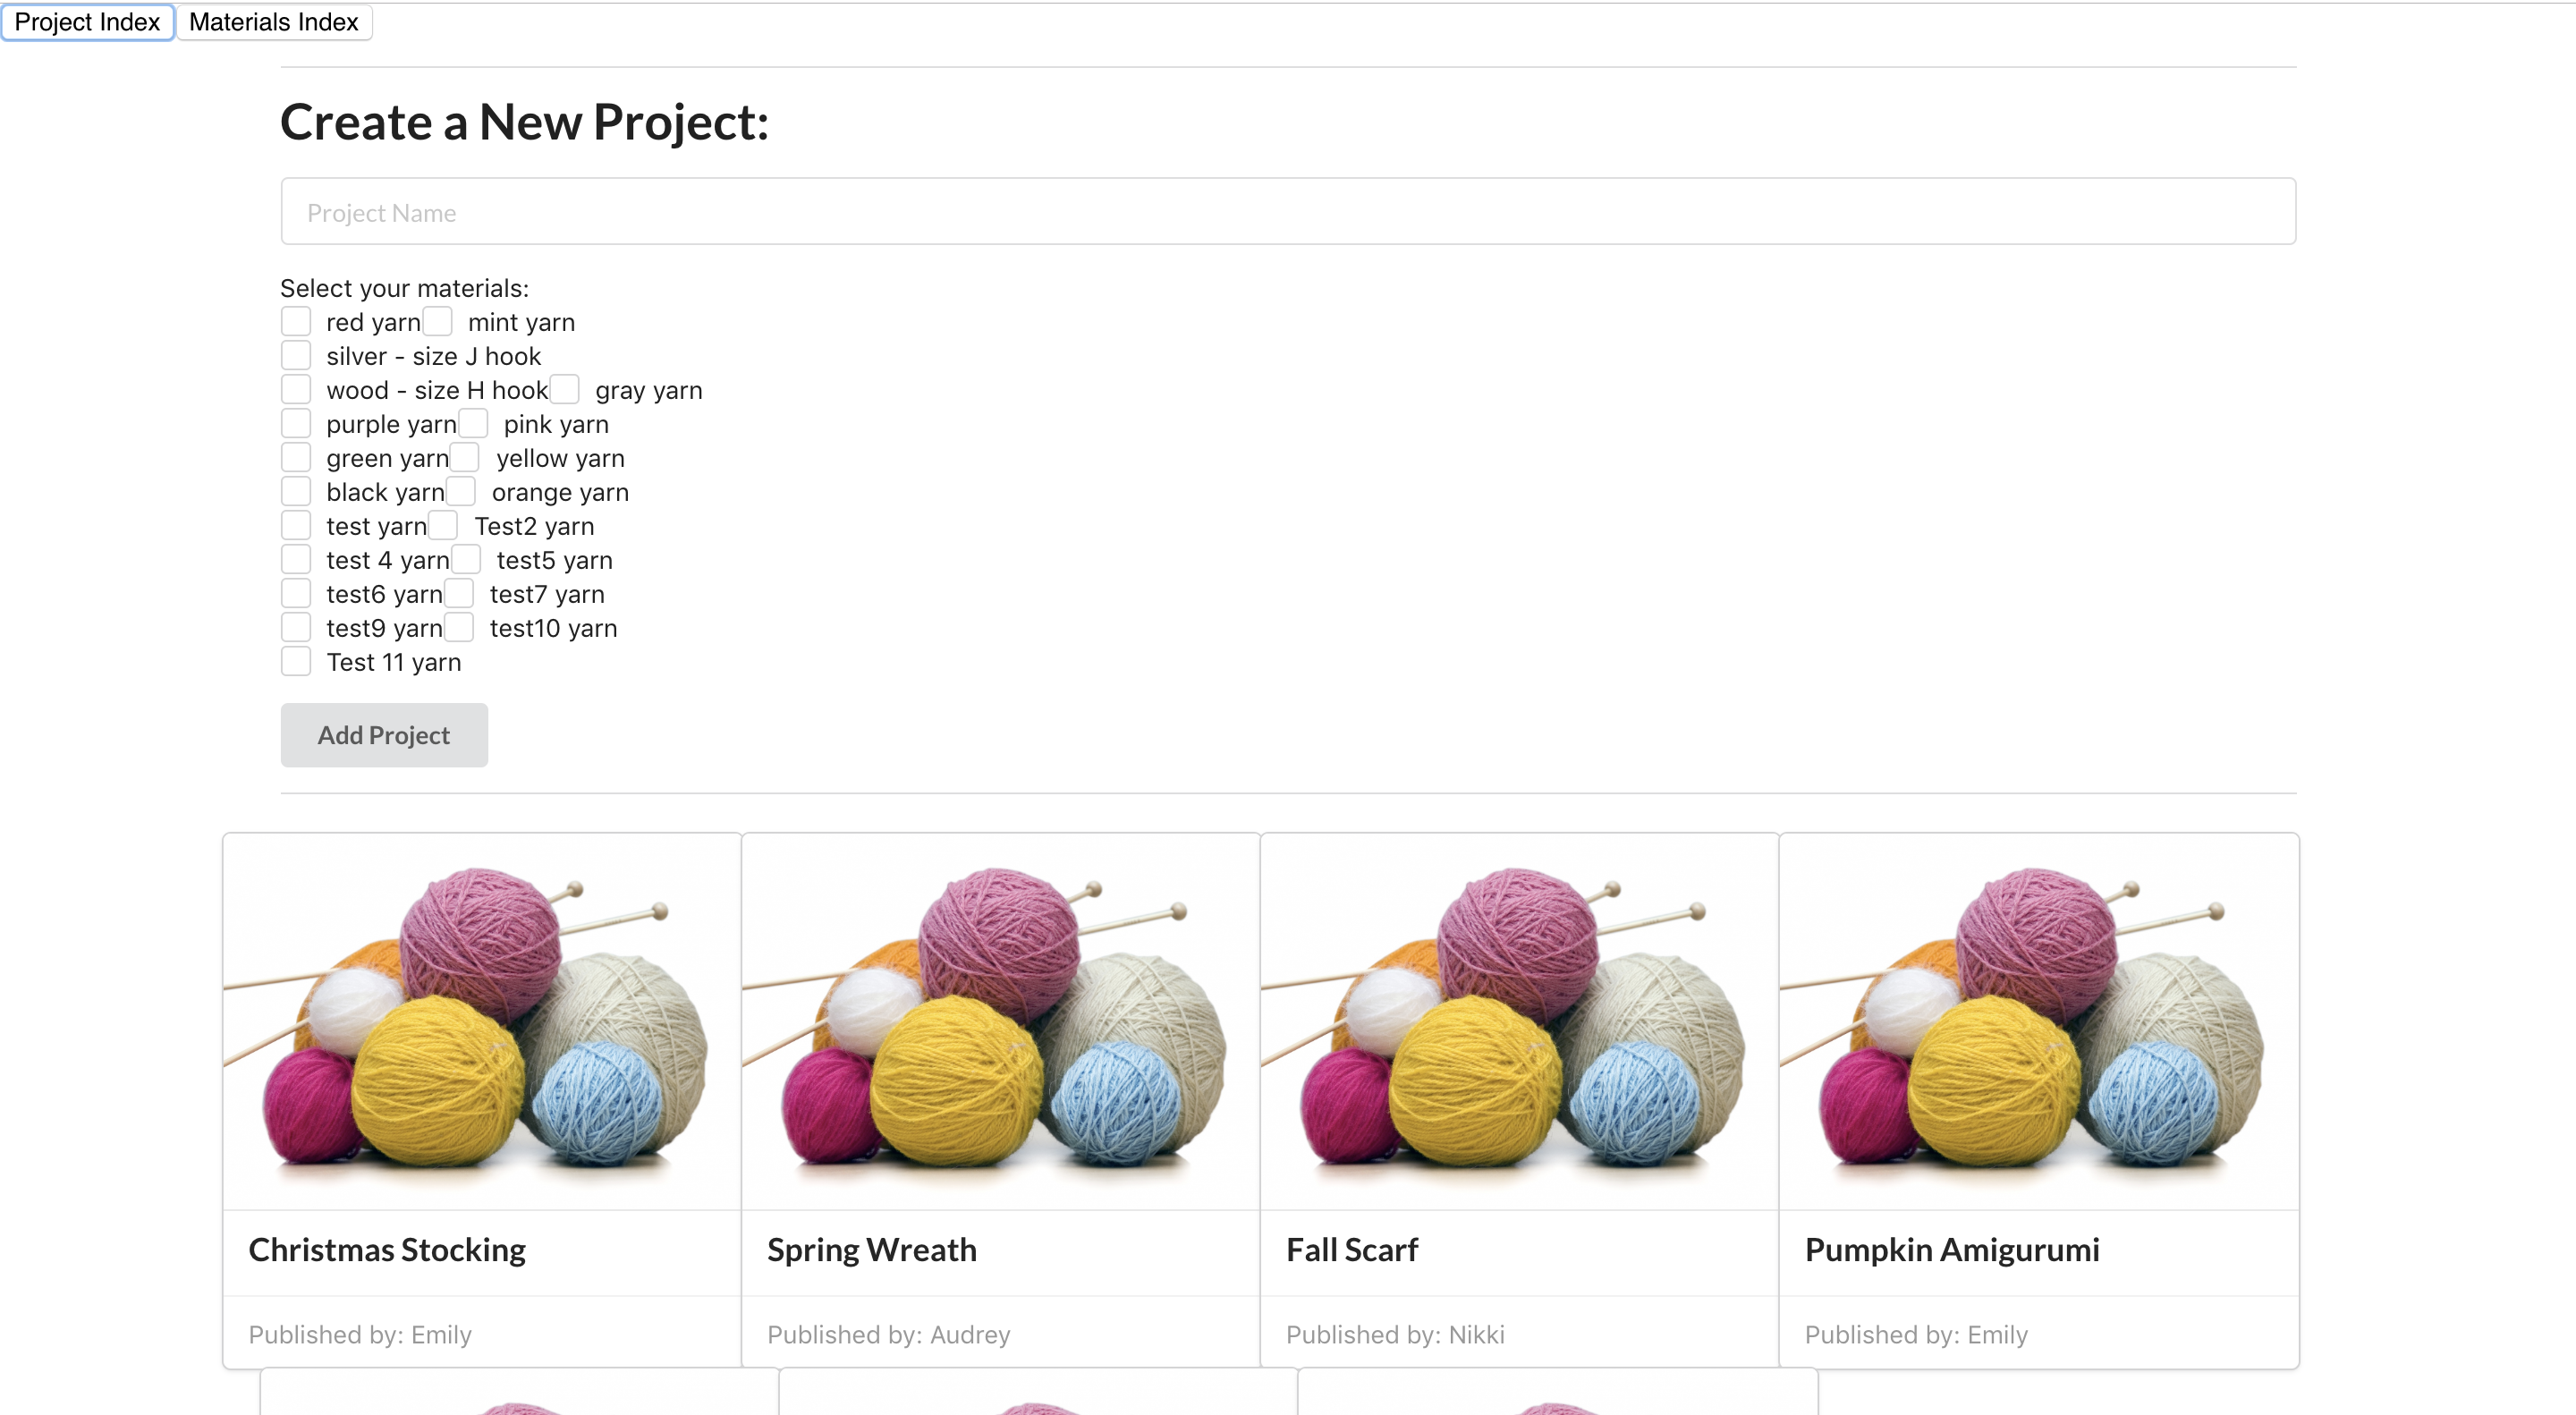 Project Index Materials Index
Create a New Project:
Project Name
Select your materials:
red yarn mint yarn
silver - size J hook
wood - size H hook gray yarn
purple yarn pink yarn
green yarn yellow yarn
black yarn orange yarn
test yarn Test2 yarn
test 4 yarn test5 yarn
test6 yarn test7 yarn
test9 yarn test10 yarn
Test 11 yarn
Add Project
Christmas Stocking Spring Wreath Fall Scarf Pumpkin Amigurumi
Published by: Emily Published by: Audrey Published by: Nikki Published by: Emily